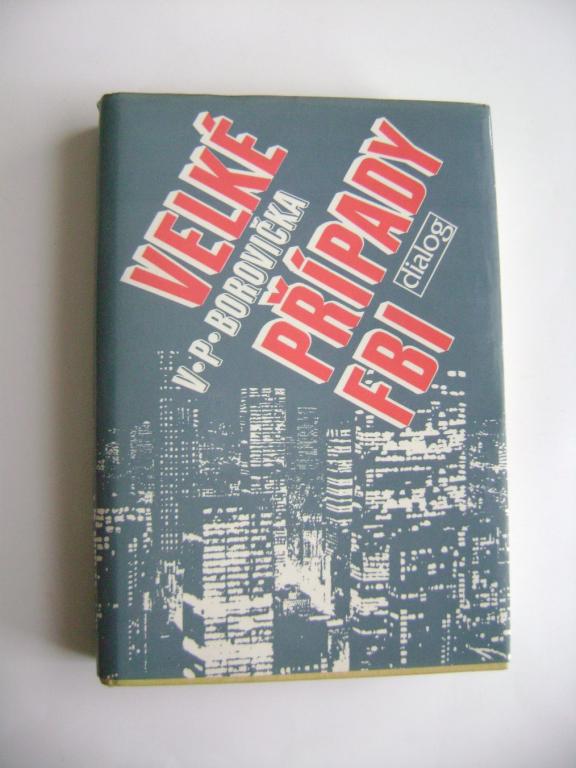 VELKÉ
V·P·BOROVIČKA
PŘÍPADY
FBI
dialog